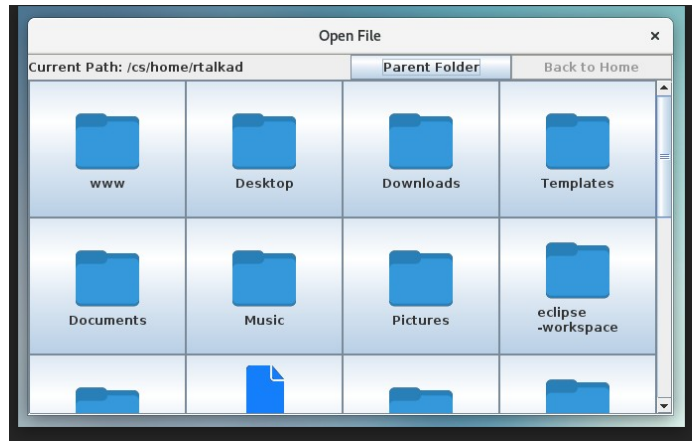 Open File
Current Path: /cs/home/rtalkad
Parent Folder
Back to Home
www
Desktop
Downloads
Templates
Documents
Music
Pictures
eclipse
-workspace